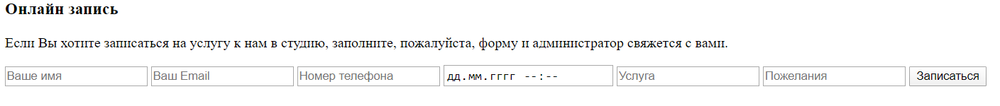 Онлайн запись
Если Вы хотите записаться на услугу к нам в студию, заполните, пожалуйста, форму и администратор свяжется с вами.
Ваше имя Ваш Email Номер телефона дд.мм.гггг --:-- Услуга Пожелания Записаться